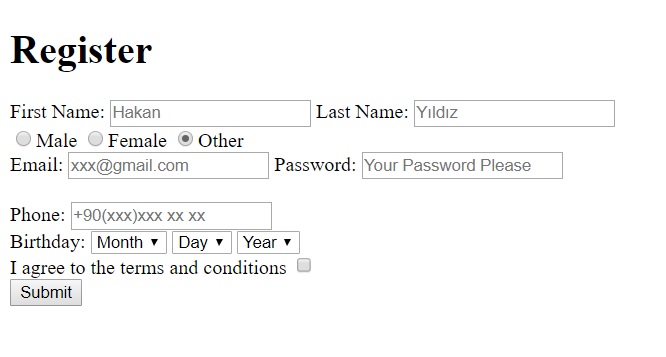 Register
First Name: Hakan Last Name: Yıldız
Male Female Other
Email: xxx@gmail.com Password: Your Password Please
Phone: +90(xxx)xxx xx xx
Birthday: Month Day Year
I agree to the terms and conditions
Submit